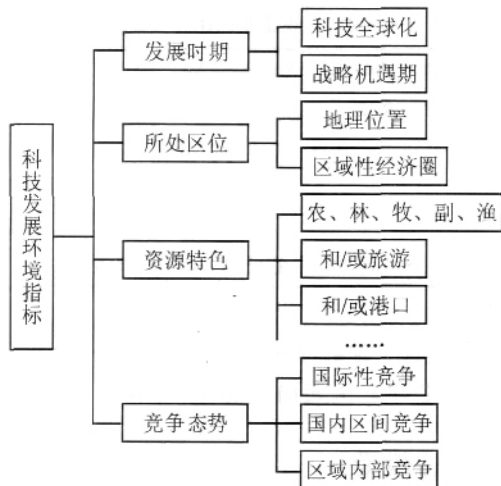 科技发展环境指标
发展时期
科技全球化
战略机遇期
所处区位
地理位置
区域性经济圈
资源特色
农、林、牧、副、渔
和/或旅游
和/或港口
……
竞争态势
国际性竞争
国内区间竞争
区域内部竞争